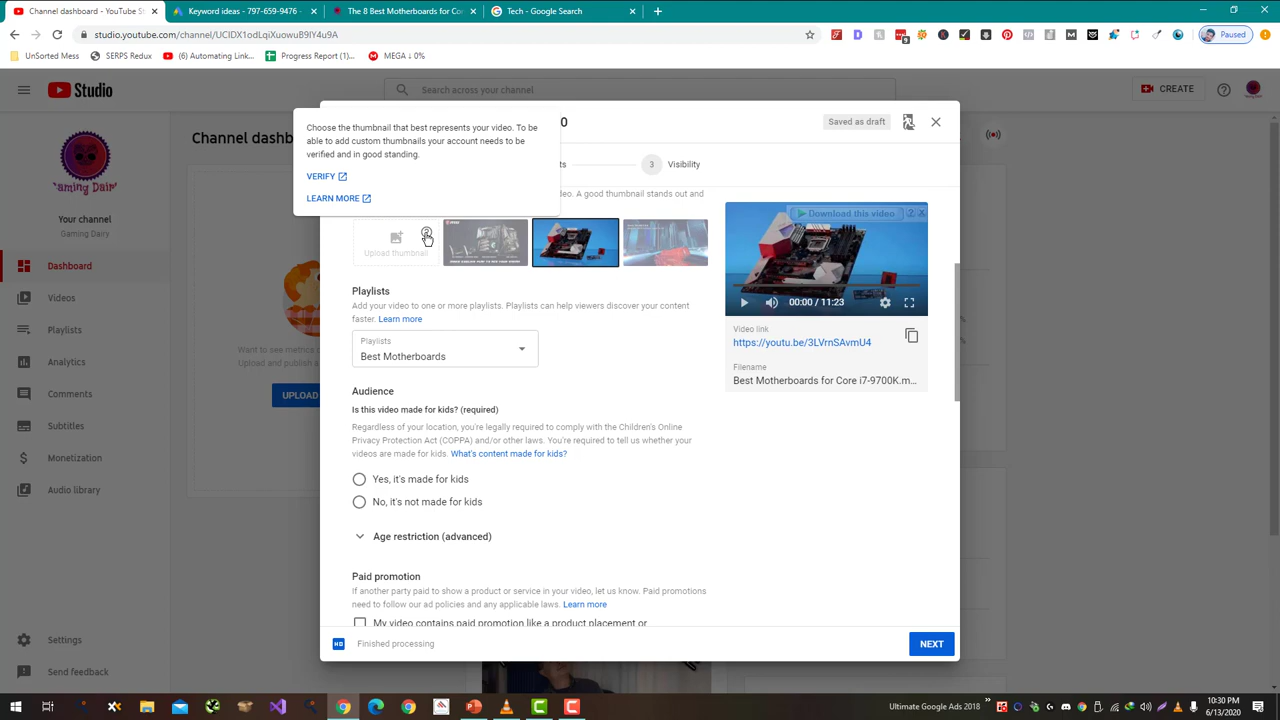 Channel dashboard - YouTube St
Keyword ideas - 797-659-9476 -
The 8 Best Motherboards for Co
Tech - Google Search
studio.youtube.com/channel/UCIDX1odLqiXuowuB9lY4u9A
Paused
UnSorted Mess
SERPS Redux
(6) Automating Link...
Progress Report (1)...
MEGA ↓ 0%
Studio
Search across your channel
CREATE
Channel dashb
Choose the thumbnail that best represents your video. To be
able to add custom thumbnails your account needs to be
verified and in good standing.
VERIFY
LEARN MORE
0
Saved as draft
ts
3
Visibility
deo. A good thumbnail stands out and
Upload thumbnail
Download this video
00:00 / 11:23
Your channel
Gaming Dairy
Dashboard
Videos
Playlists
Analytics
Comments
Subtitles
Monetization
Audio library
Settings
Send feedback
Want to see metrics
Upload and publish a
UPLOAD
Playlists
Add your video to one or more playlists. Playlists can help viewers discover your content
faster. Learn more
Playlists
Best Motherboards
Video link
https://youtu.be/3LVrnSAvmU4
Filename
Best Motherboards for Core i7-9700K.m...
Audience
Is this video made for kids? (required)
Regardless of your location, you're legally required to comply with the Children's Online
Privacy Protection Act (COPPA) and/or other laws. You're required to tell us whether your
videos are made for kids. What's content made for kids?
Yes, it's made for kids
No, it's not made for kids
Age restriction (advanced)
Paid promotion
If another party paid to show a product or service in your video, let us know. Paid promotions
need to follow our ad policies and any applicable laws. Learn more
My video contains paid promotion like a product placement or
HD
Finished processing
NEXT
Ultimate Google Ads 2018
10:30 PM
6/13/2020